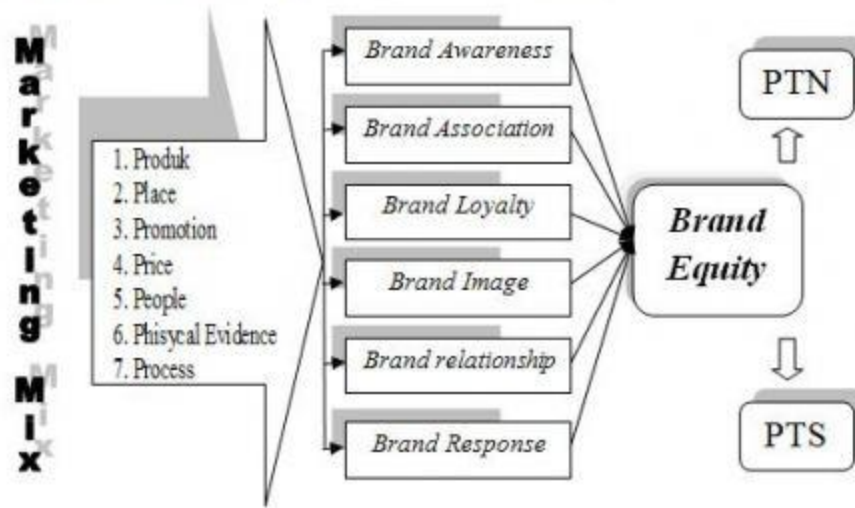 Marketing Mix
1. Produk
2. Place
3. Promotion
4. Price
5. People
6. Phisycal Evidence
7. Process
Brand Awareness
Brand Association
Brand Loyalty
Brand Image
Brand relationship
Brand Response
Brand
Equity
PTN
PTS